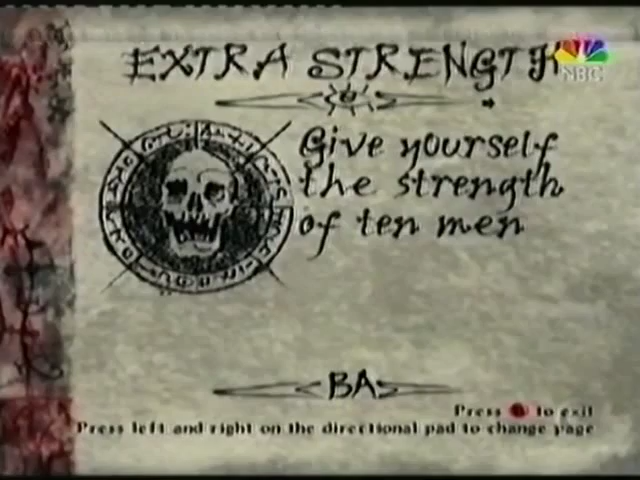 EXTRA STRENGTH
NBC
Give yourself
the strength
of ten men
BA
Press B to exit
Press left and right on the directional pad to change page